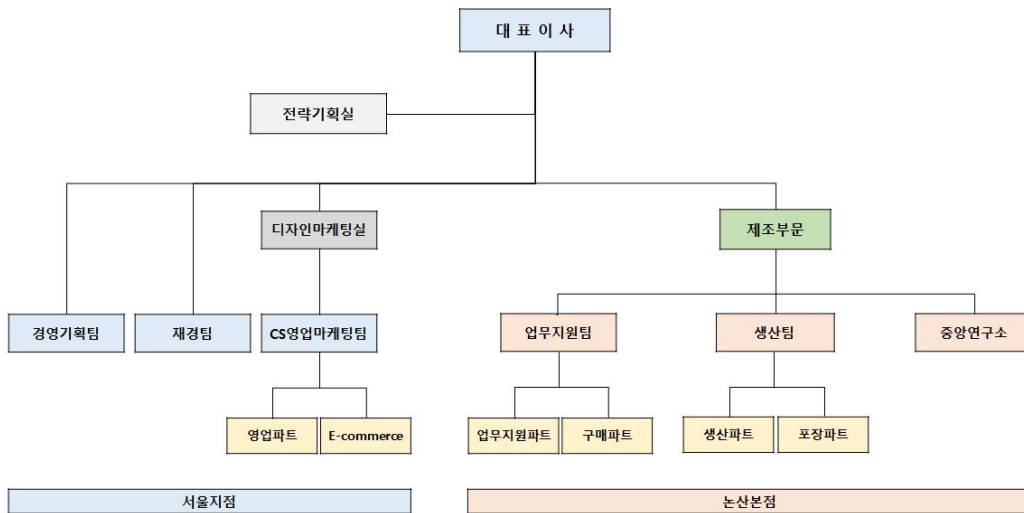 대 표 이 사
전략기획실
디자인마케팅실
제조부문
경영기획팀
재경팀
CS영업마케팅팀
업무지원팀
생산팀
중앙연구소
영업파트
E-commerce
업무지원파트
구매파트
생산파트
포장파트
서울지점
논산본점